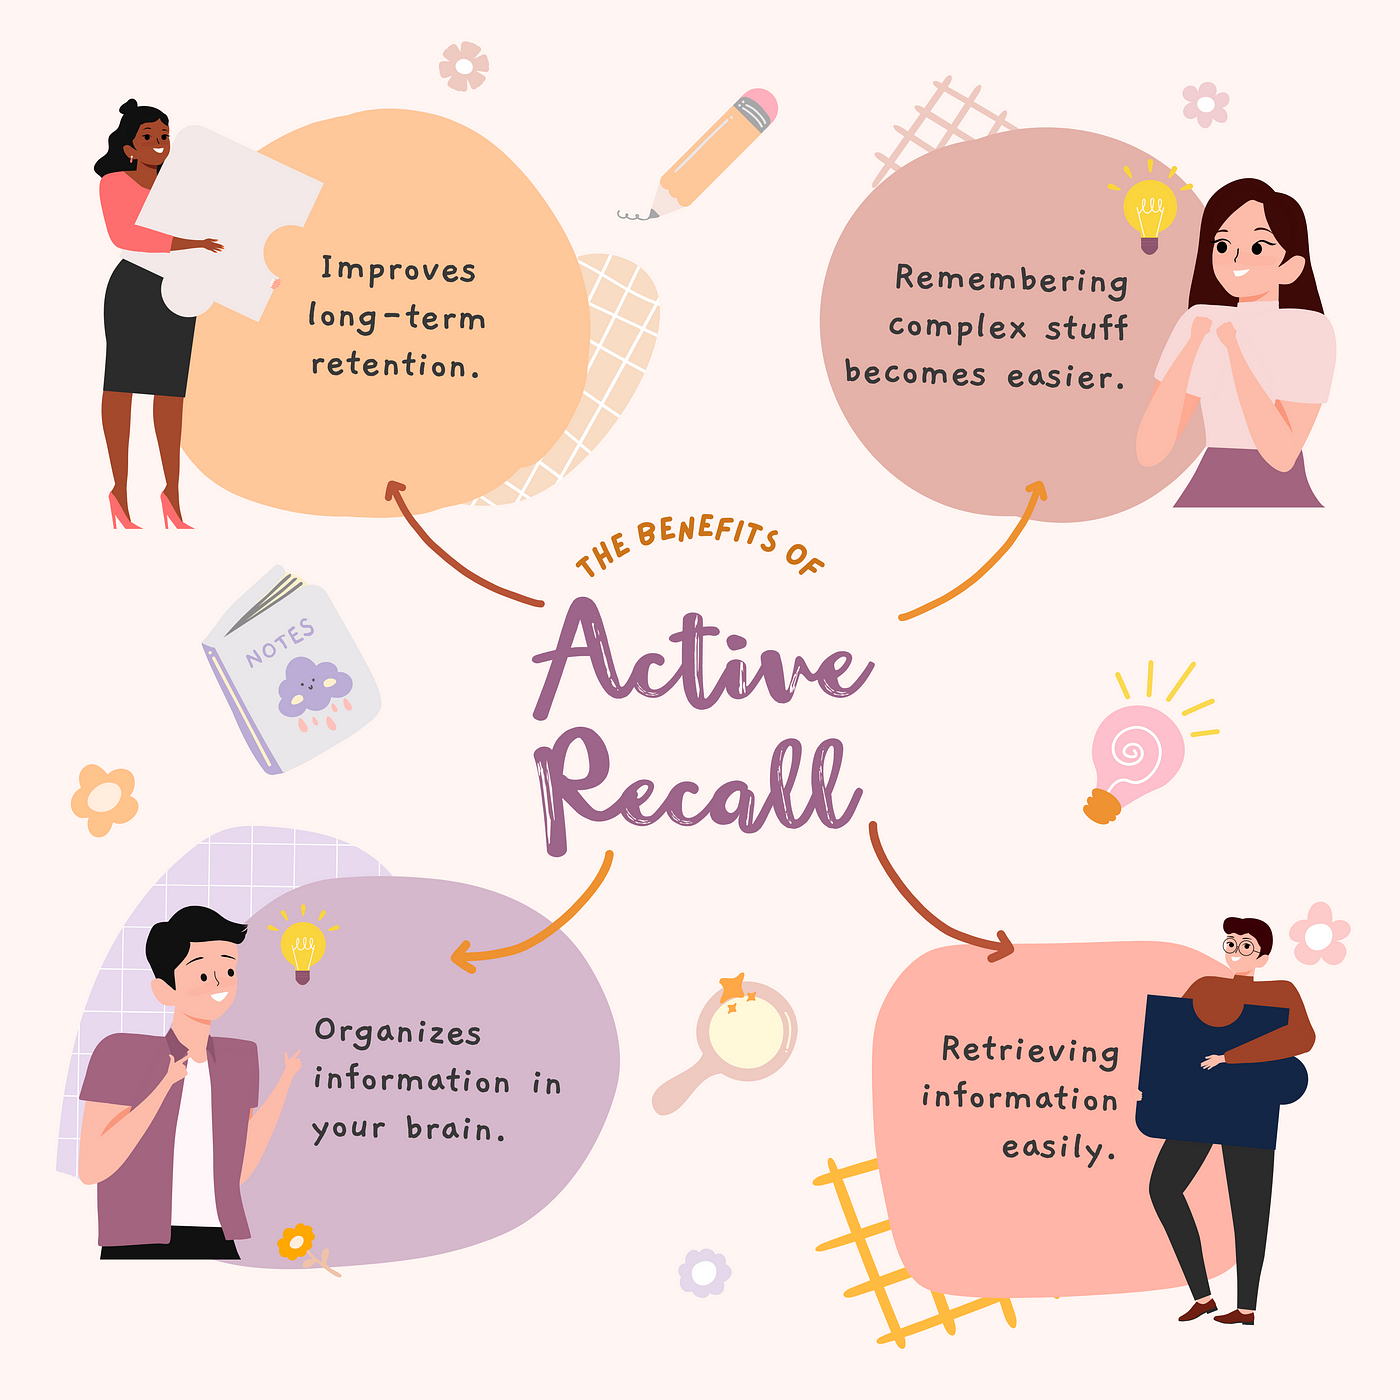 Improves
long-term
retention.
Remembering
complex stuff
becomes easier.
THE BENEFITS OF
Active
Recall
NOTES
Organizes
information in
your brain.
Retrieving
information
easily.